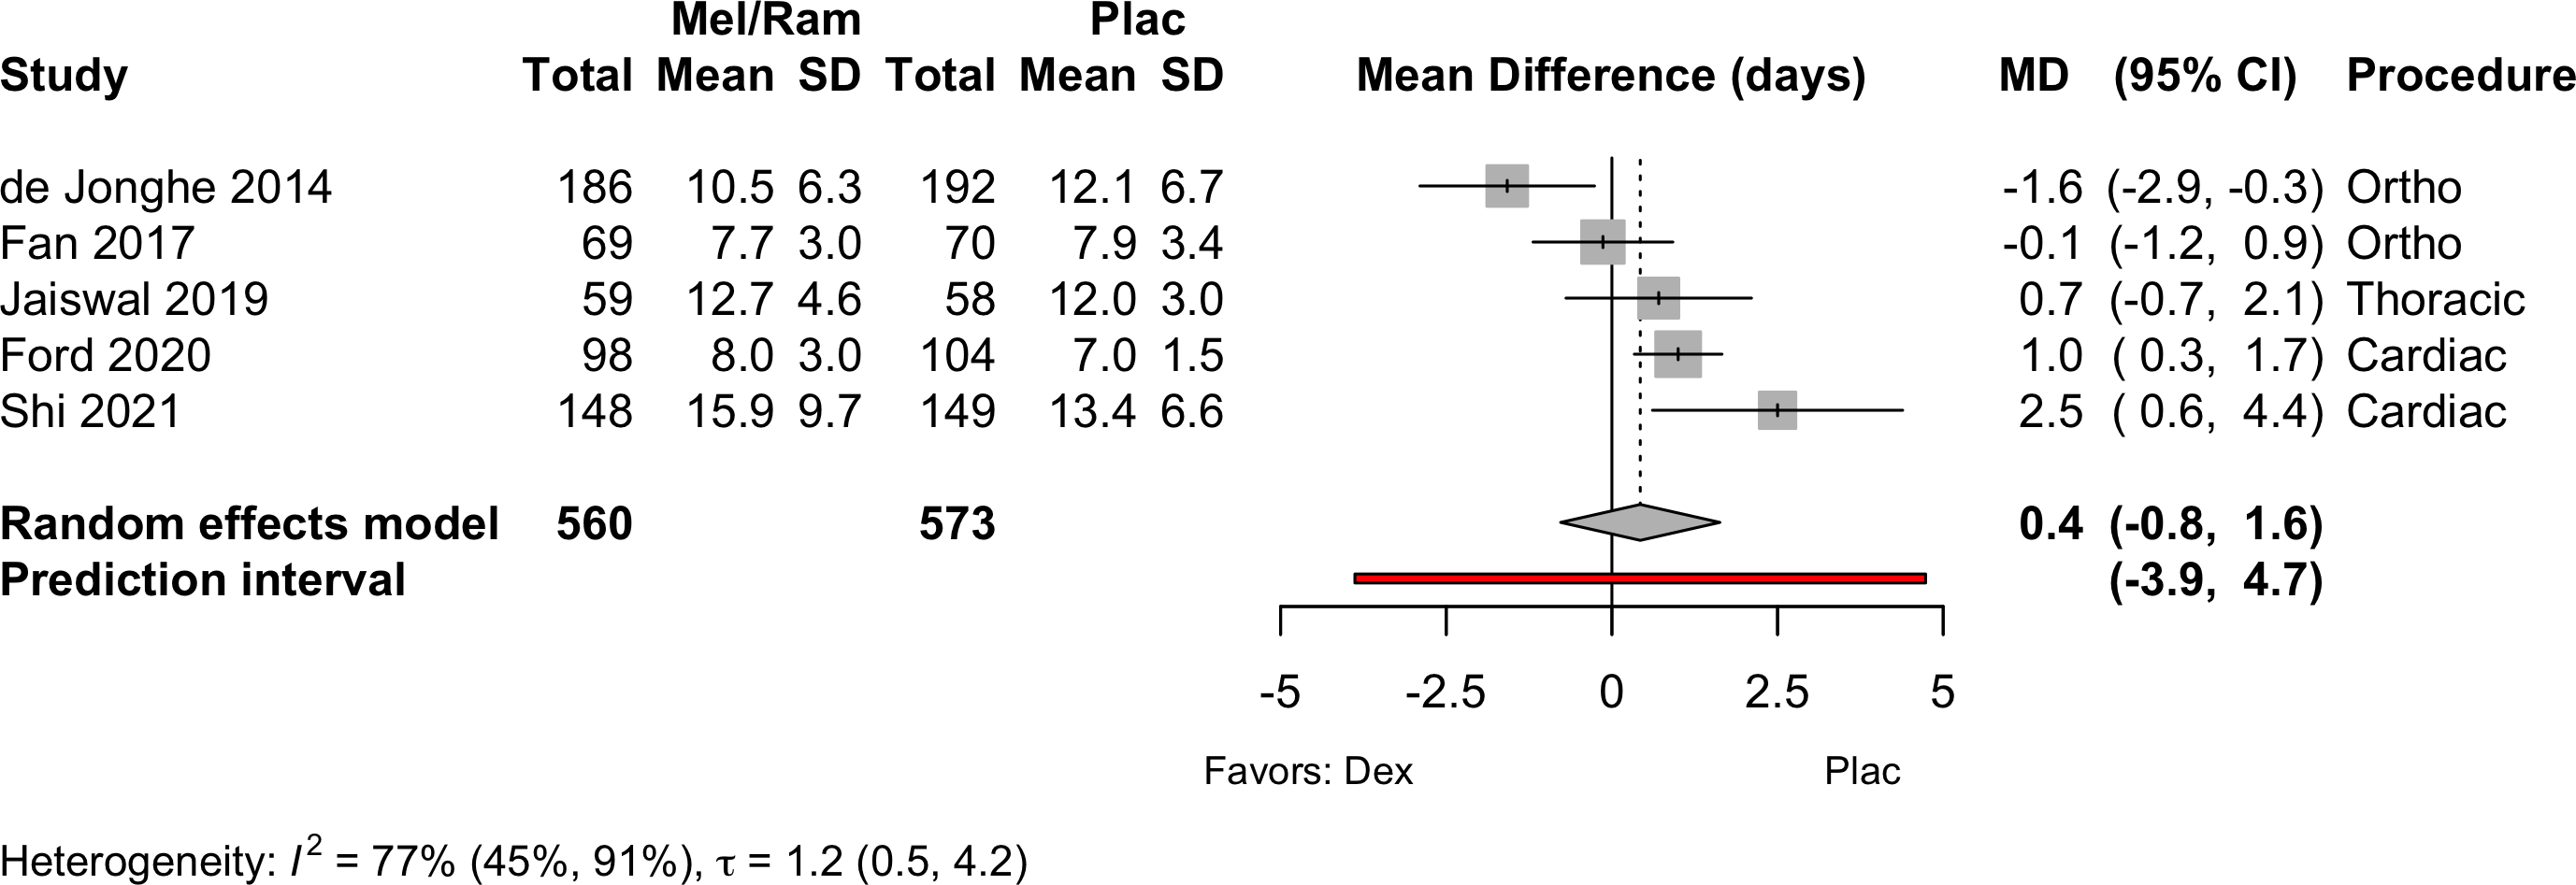 Mel/Ram Plac
Study Total Mean SD Total Mean SD Mean Difference (days) MD (95% CI) Procedure
de Jonghe 2014 186 10.5 6.3 192 12.1 6.7 -1.6 (-2.9, -0.3) Ortho
Fan 2017 69 7.7 3.0 70 7.9 3.4 -0.1 (-1.2, 0.9) Ortho
Jaiswal 2019 59 12.7 4.6 58 12.0 3.0 0.7 (-0.7, 2.1) Thoracic
Ford 2020 98 8.0 3.0 104 7.0 1.5 1.0 ( 0.3, 1.7) Cardiac
Shi 2021 148 15.9 9.7 149 13.4 6.6 2.5 ( 0.6, 4.4) Cardiac
Random effects model 560 573 0.4 (-0.8, 1.6)
Prediction interval (-3.9, 4.7)
-5 -2.5 0 2.5 5
Favors: Dex Plac
Heterogeneity: I² = 77% (45%, 91%), τ = 1.2 (0.5, 4.2)